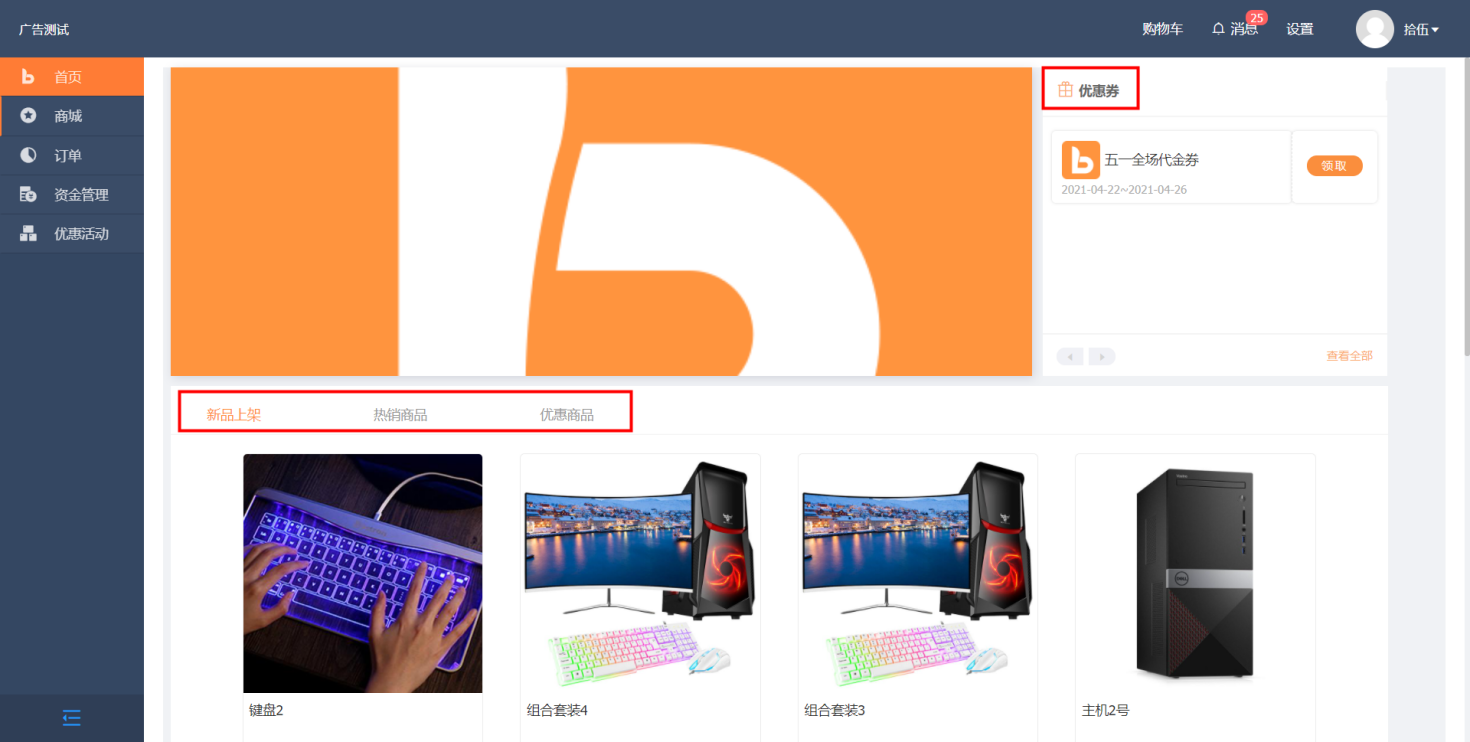 广告测试
购物车
消息
25
设置
拾伍
首页
商城
订单
资金管理
优惠活动
优惠券
五一全场代金券
2021-04-22~2021-04-26
领取
查看全部
新品上架
热销商品
优惠商品
键盘2
组合套装4
组合套装3
主机2号
DELL